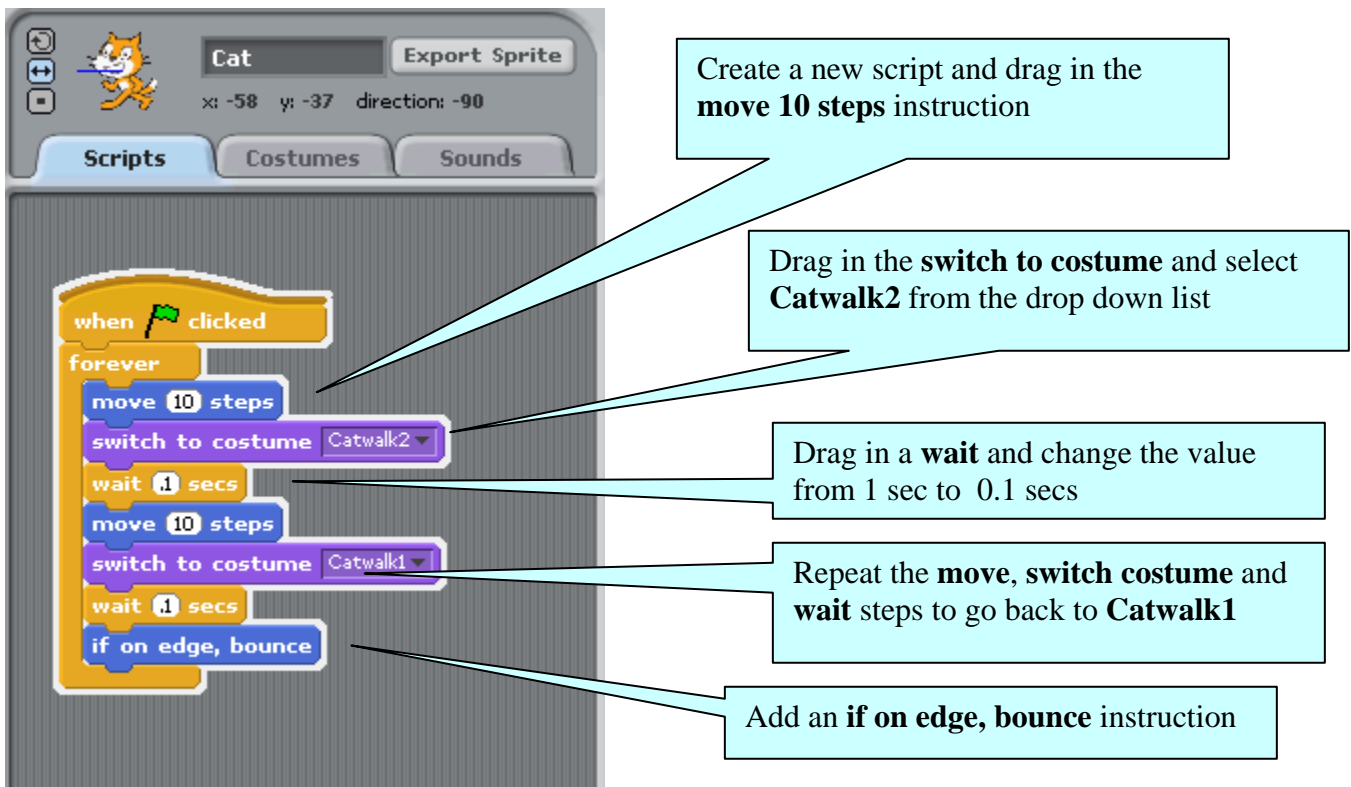 Cat
Export Sprite
x: -58 y: -37 direction: -90
Scripts
Costumes
Sounds
when clicked
forever
move 10 steps
switch to costume Catwalk2
wait .1 secs
move 10 steps
switch to costume Catwalk1
wait .1 secs
if on edge, bounce
Create a new script and drag in the
move 10 steps instruction
Drag in the switch to costume and select
Catwalk2 from the drop down list
Drag in a wait and change the value
from 1 sec to 0.1 secs
Repeat the move, switch costume and
wait steps to go back to Catwalk1
Add an if on edge, bounce instruction